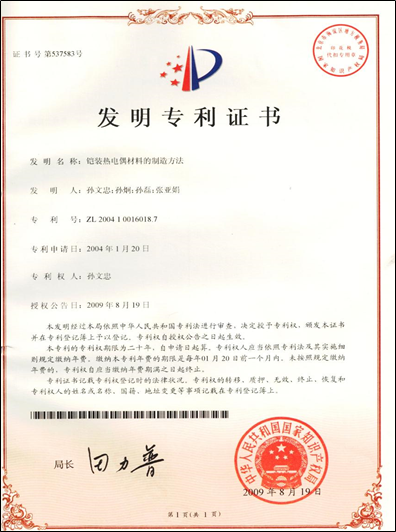 证书号第537583号
发明专利证书
发明名称：铠装热电偶材料的制造方法
发明人：孙文忠;孙炯;孙磊;张亚娟
专利号：ZL 2004 1 0016018.7
专利申请日：2004年1月20日
专利权人：孙文忠
授权公告日：2009年8月19日
本发明经过本局依照中华人民共和国专利法进行审查，决定授予专利权，颁发本证书
并在专利登记簿上予以登记。专利权自授权公告之日起生效。
本专利的专利权期限为二十年，自申请日起算。专利权人应当依照专利法及其实施细
则规定缴纳年费。缴纳本专利年费的期限是每年01月20日前一个月内。未按照规定缴纳
年费的，专利权自应当缴纳年费期满之日起终止。
专利证书记载专利权登记时的法律状况。专利权的转移、质押、无效、终止、恢复和
专利权人的姓名或名称、国籍、地址变更等事项记载在专利登记簿上。
局长 田力普
中华人民共和国国家知识产权局
2009年8月19日
第1页(共1页)